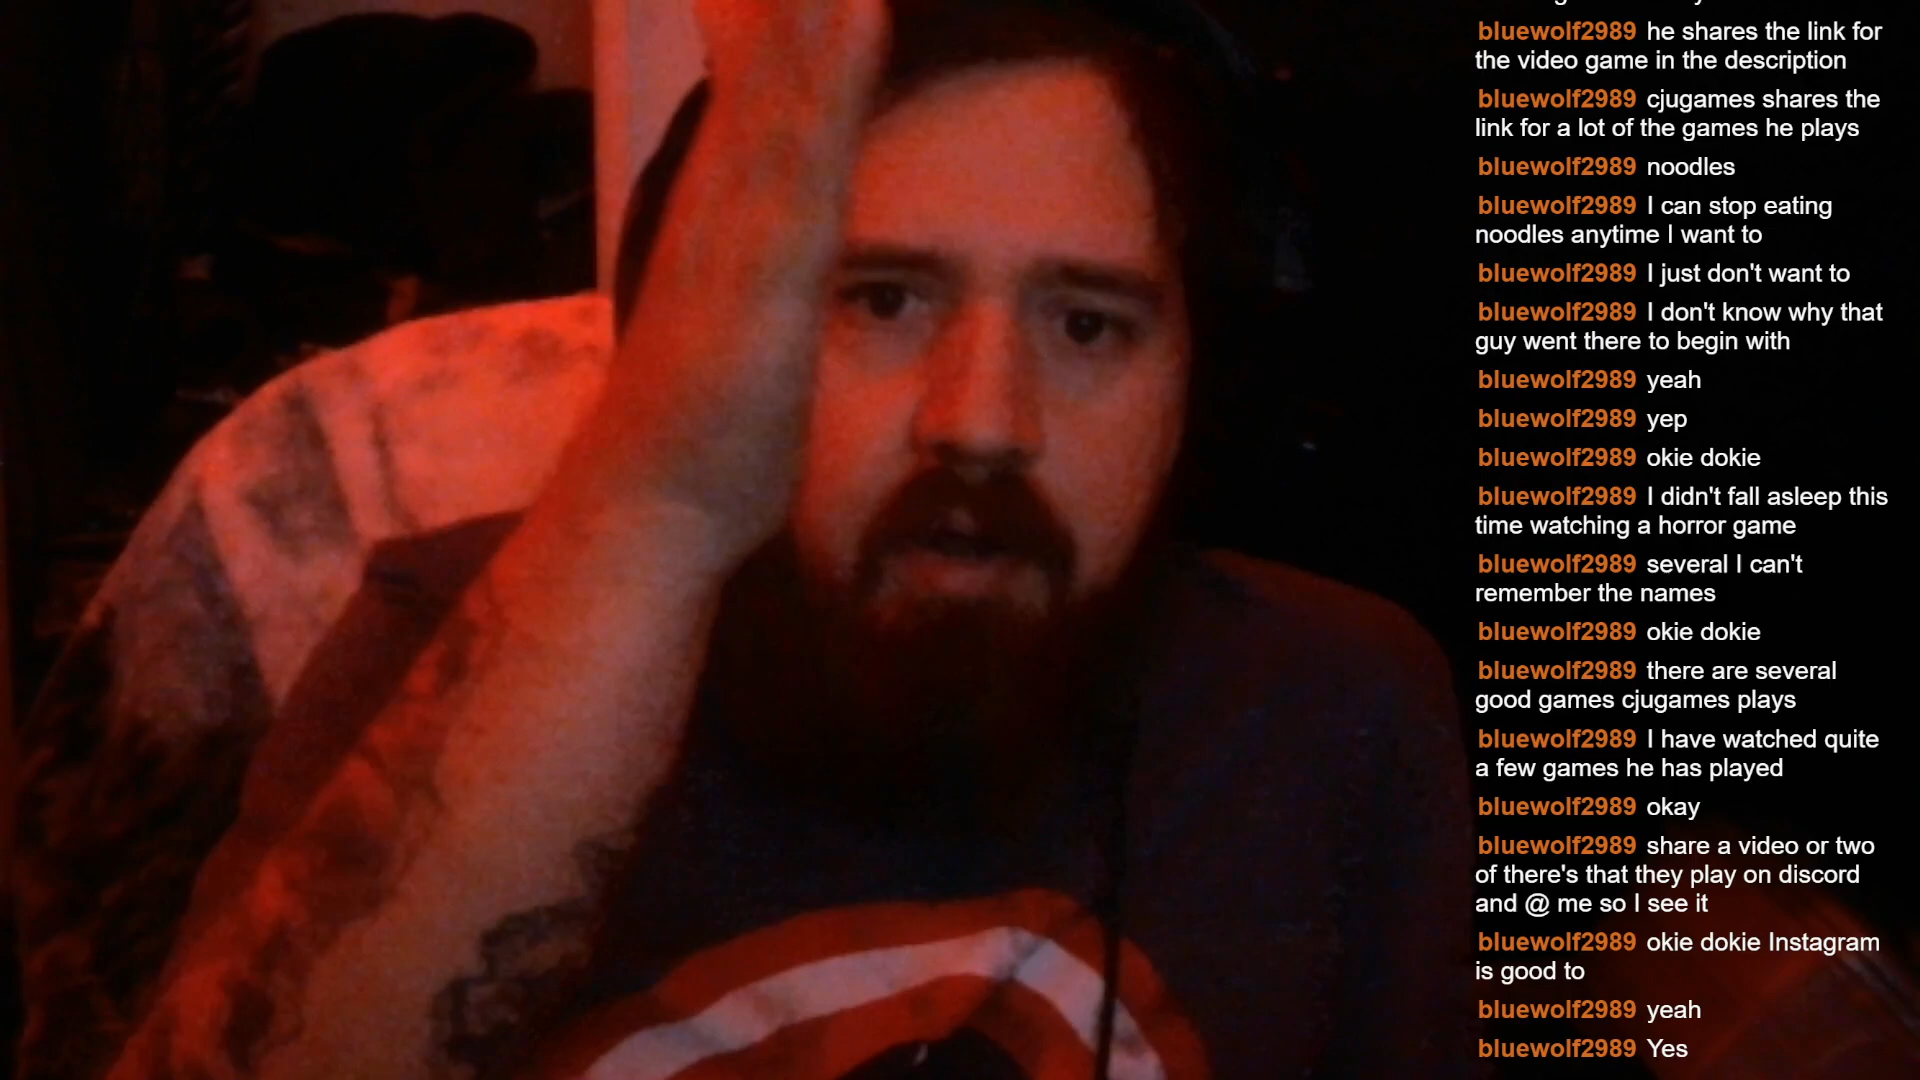 bluewolf2989 he shares the link for
the video game in the description
bluewolf2989 cjugames shares the
link for a lot of the games he plays
bluewolf2989 noodles
bluewolf2989 I can stop eating
noodles anytime I want to
bluewolf2989 I just don't want to
bluewolf2989 I don't know why that
guy went there to begin with
bluewolf2989 yeah
bluewolf2989 yep
bluewolf2989 okie dokie
bluewolf2989 I didn't fall asleep this
time watching a horror game
bluewolf2989 several I can't
remember the names
bluewolf2989 okie dokie
bluewolf2989 there are several
good games cjugames plays
bluewolf2989 I have watched quite
a few games he has played
bluewolf2989 okay
bluewolf2989 share a video or two
of there's that they play on discord
and @ me so I see it
bluewolf2989 okie dokie Instagram
is good to
bluewolf2989 yeah
bluewolf2989 Yes